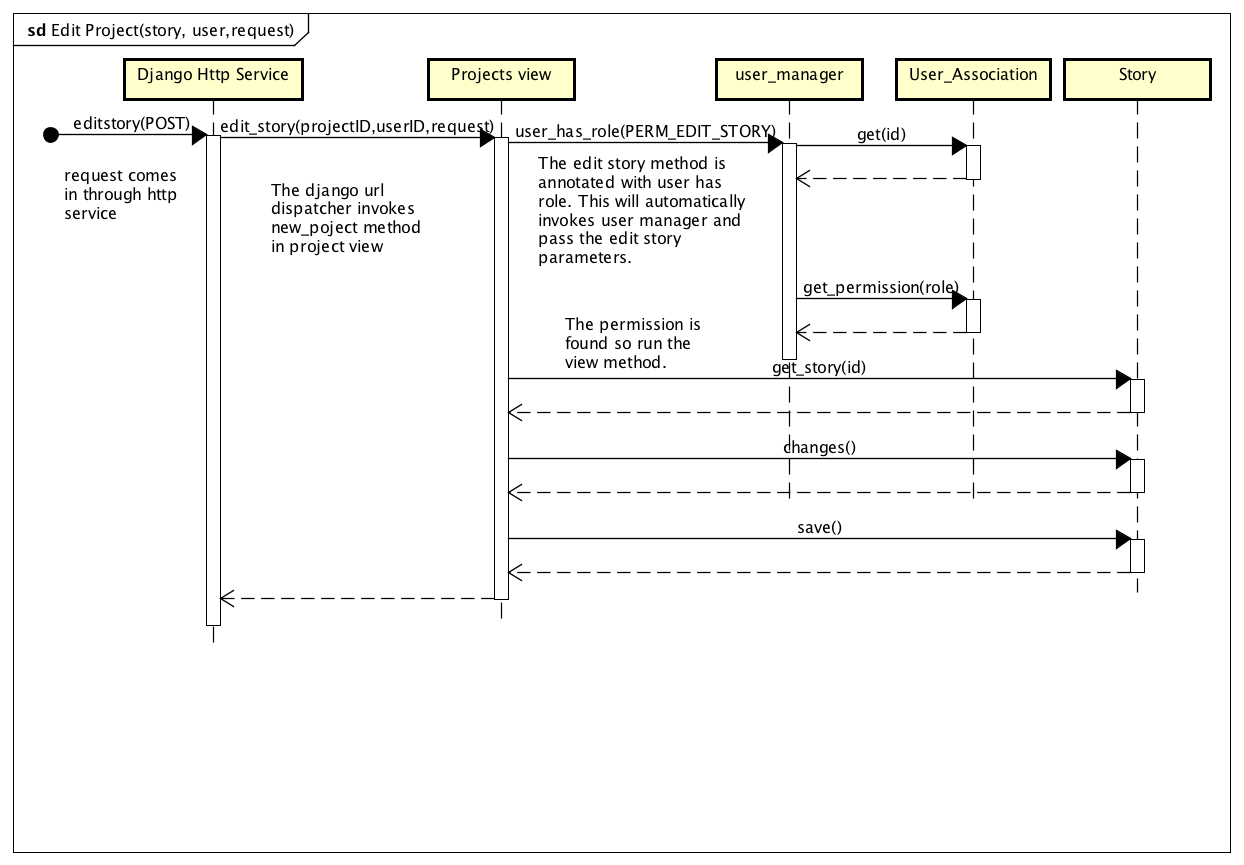 sd Edit Project(story, user,request)
Django Http Service
Projects view
user_manager
User_Association
Story
editstory(POST)
edit_story(projectID,userID,request)
user_has_role(PERM_EDIT_STORY)
get(id)
request comes
in through http
service
The django url
dispatcher invokes
new_poject method
in project view
The edit story method is
annotated with user has
role. This will automatically
invokes user manager and
pass the edit story
parameters.
get_permission(role)
The permission is
found so run the
view method.
get_story(id)
changes()
save()